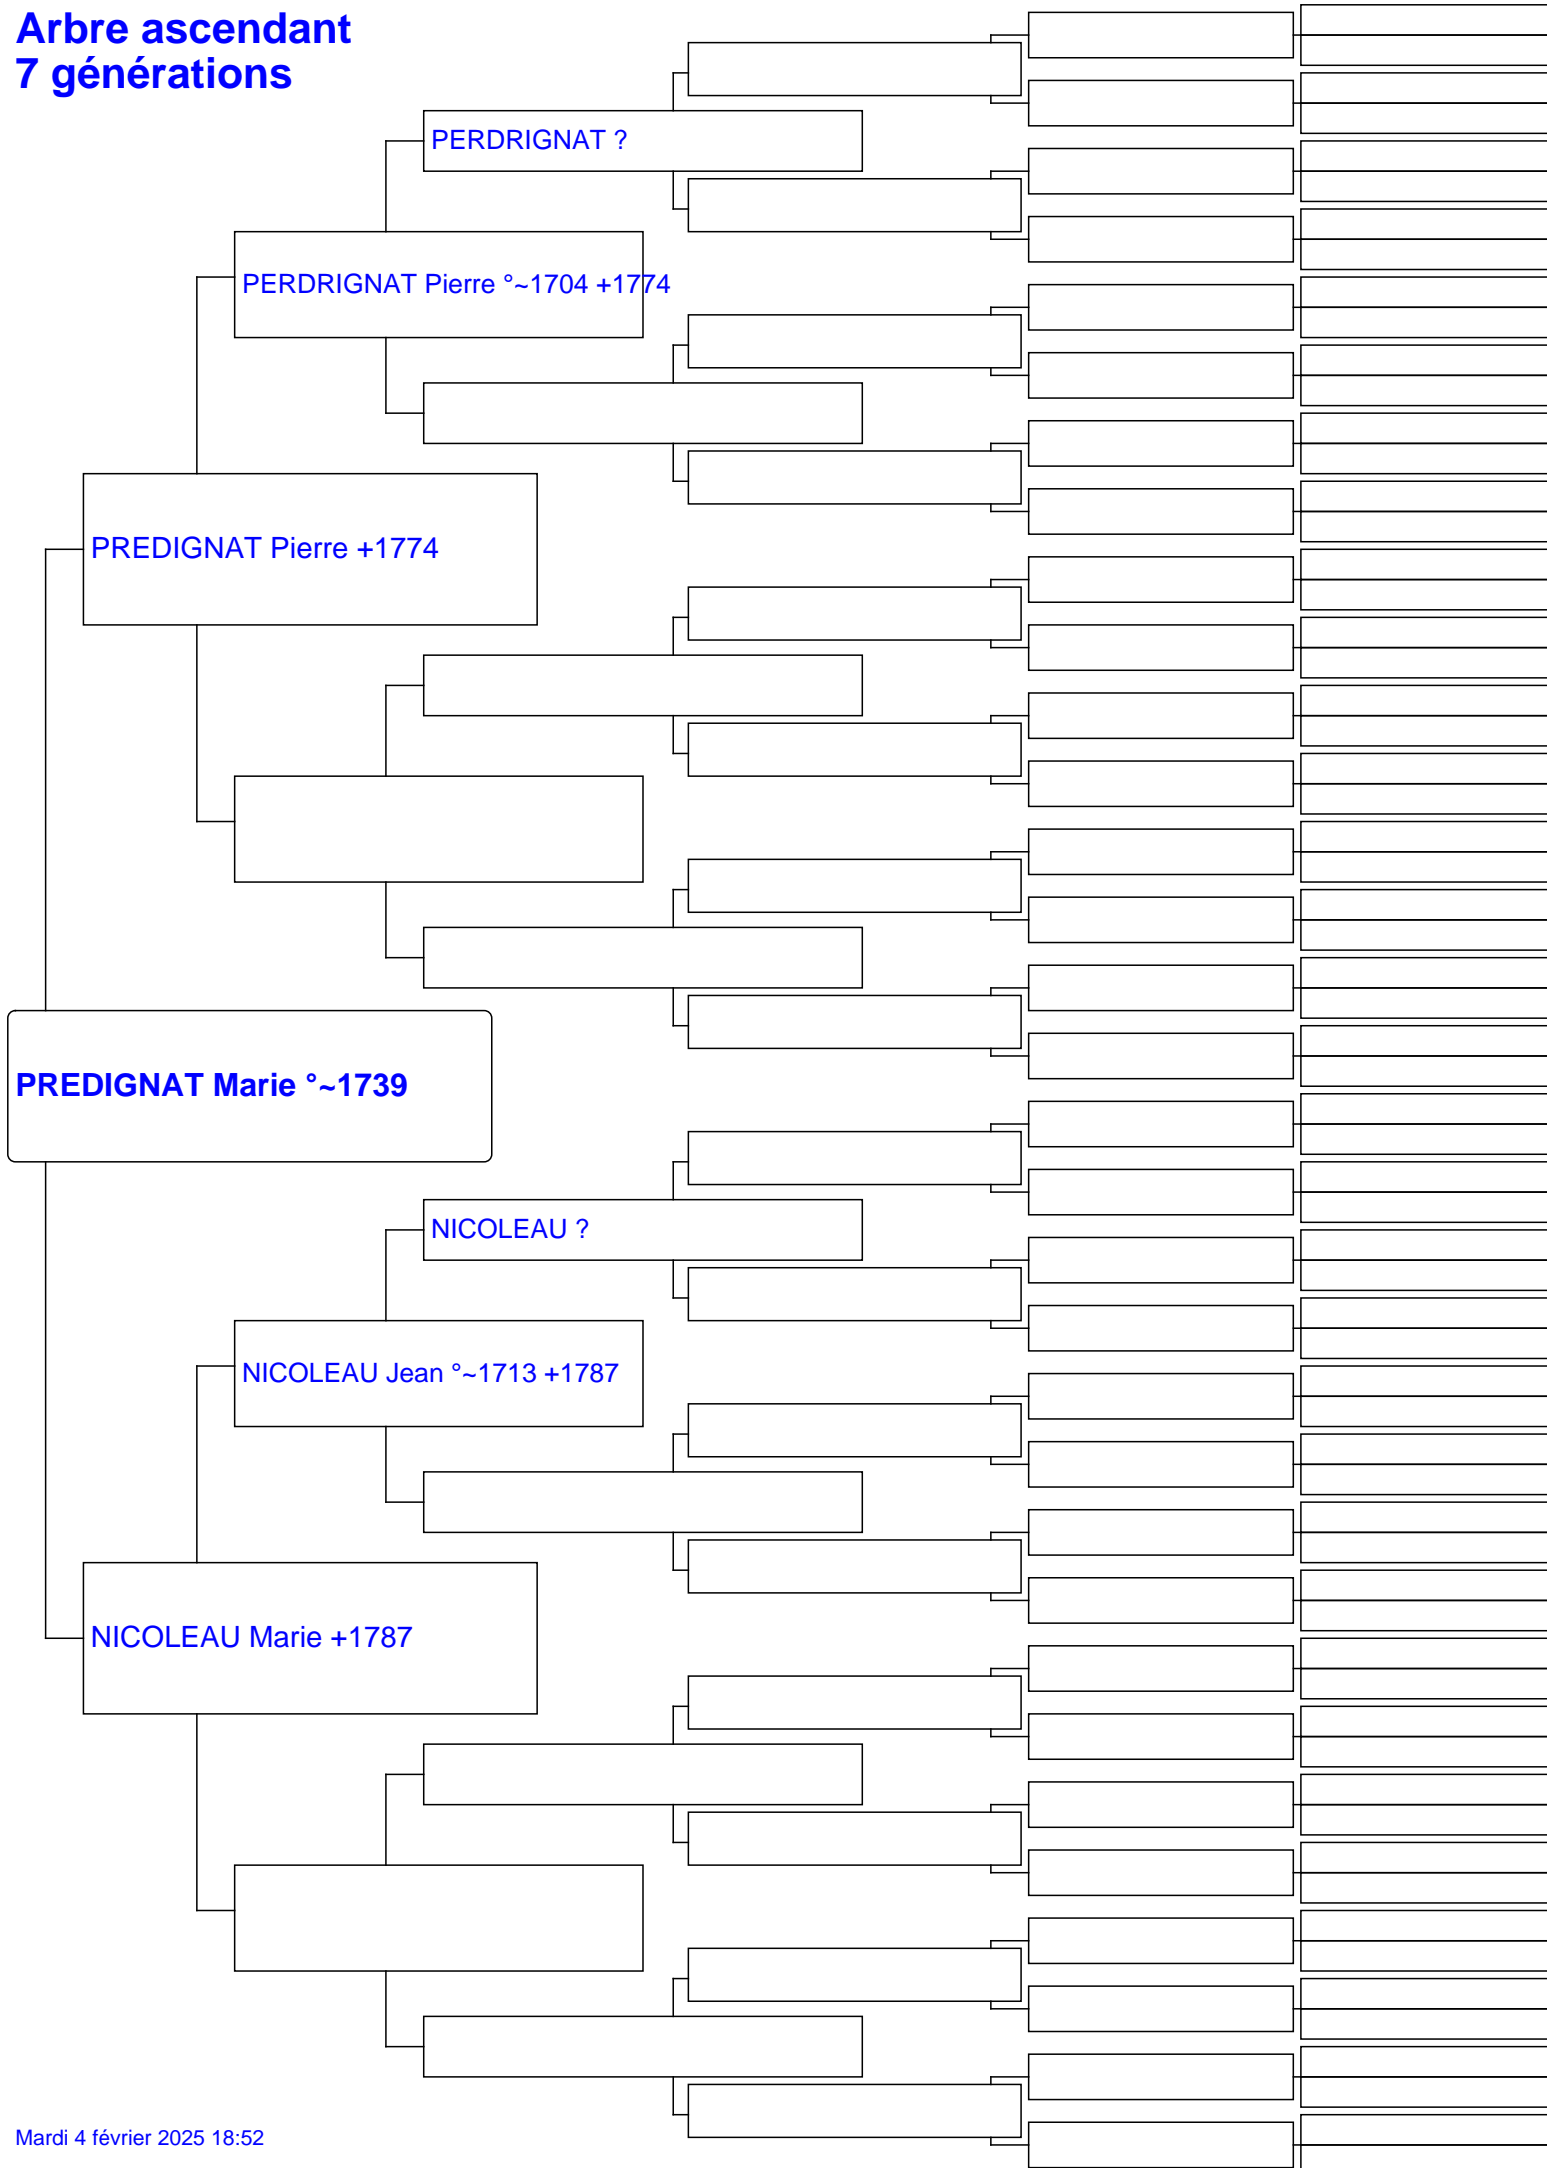 Arbre ascendant
7 générations
PERDRIGNAT ?
PERDRIGNAT Pierre °~1704 +1774
PREDIGNAT Pierre +1774
PREDIGNAT Marie °~1739
NICOLEAU ?
NICOLEAU Jean °~1713 +1787
NICOLEAU Marie +1787
Mardi 4 février 2025 18:52